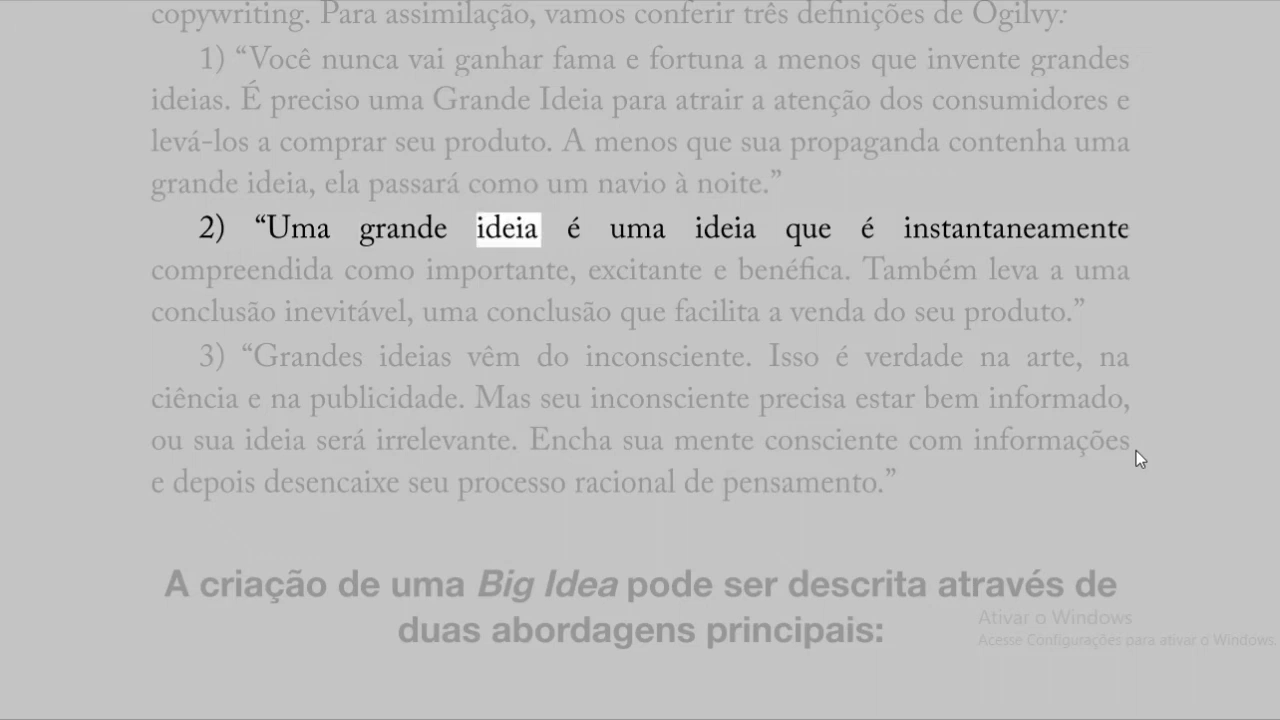 copywriting. Para assimilação, vamos conferir três definições de Ogilvy:
1) “Você nunca vai ganhar fama e fortuna a menos que invente grandes
ideias. É preciso uma Grande Ideia para atrair a atenção dos consumidores e
levá-los a comprar seu produto. A menos que sua propaganda contenha uma
grande ideia, ela passará como um navio à noite.”
2) “Uma grande ideia é uma ideia que é instantaneamente
compreendida como importante, excitante e benéfica. Também leva a uma
conclusão inevitável, uma conclusão que facilita a venda do seu produto.”
3) “Grandes ideias vêm do inconsciente. Isso é verdade na arte, na
ciência e na publicidade. Mas seu inconsciente precisa estar bem informado,
ou sua ideia será irrelevante. Encha sua mente consciente com informações
e depois desencaixe seu processo racional de pensamento.”
A criação de uma Big Idea pode ser descrita através de
duas abordagens principais:
Ativar o Windows
Acesse Configurações para ativar o Windows.